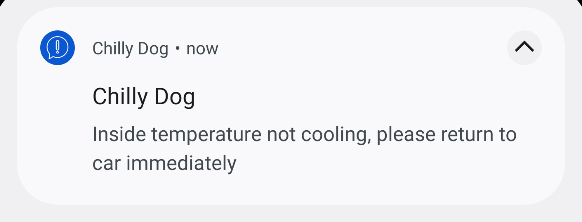 Chilly Dog • now
Chilly Dog
Inside temperature not cooling, please return to
car immediately